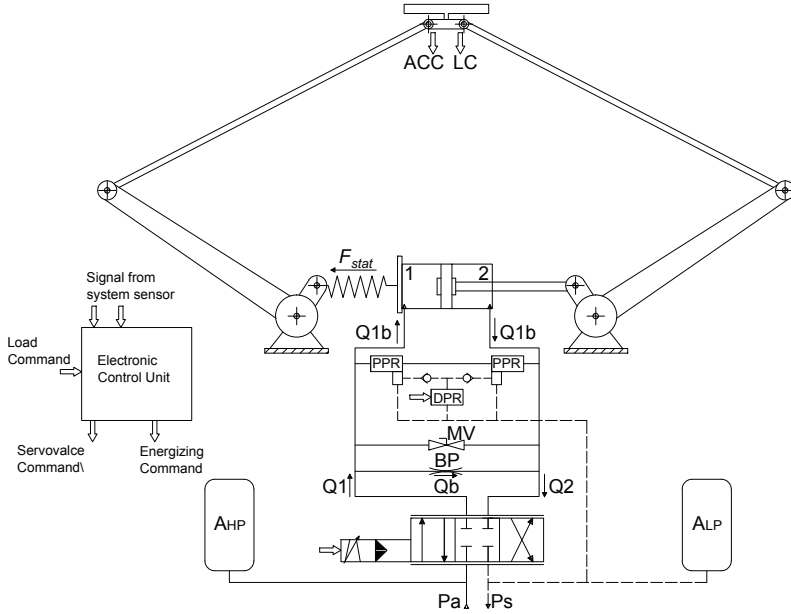 ACC LC
F stat
1 2
Signal from
system sensor
Q1b Q1b
Load
Command
Electronic
Control Unit
PPR PPR
DPR
MV
Servovalce
Command\
Energizing
Command
BP
Q1 Qb Q2
AHP ALP
Pa Ps